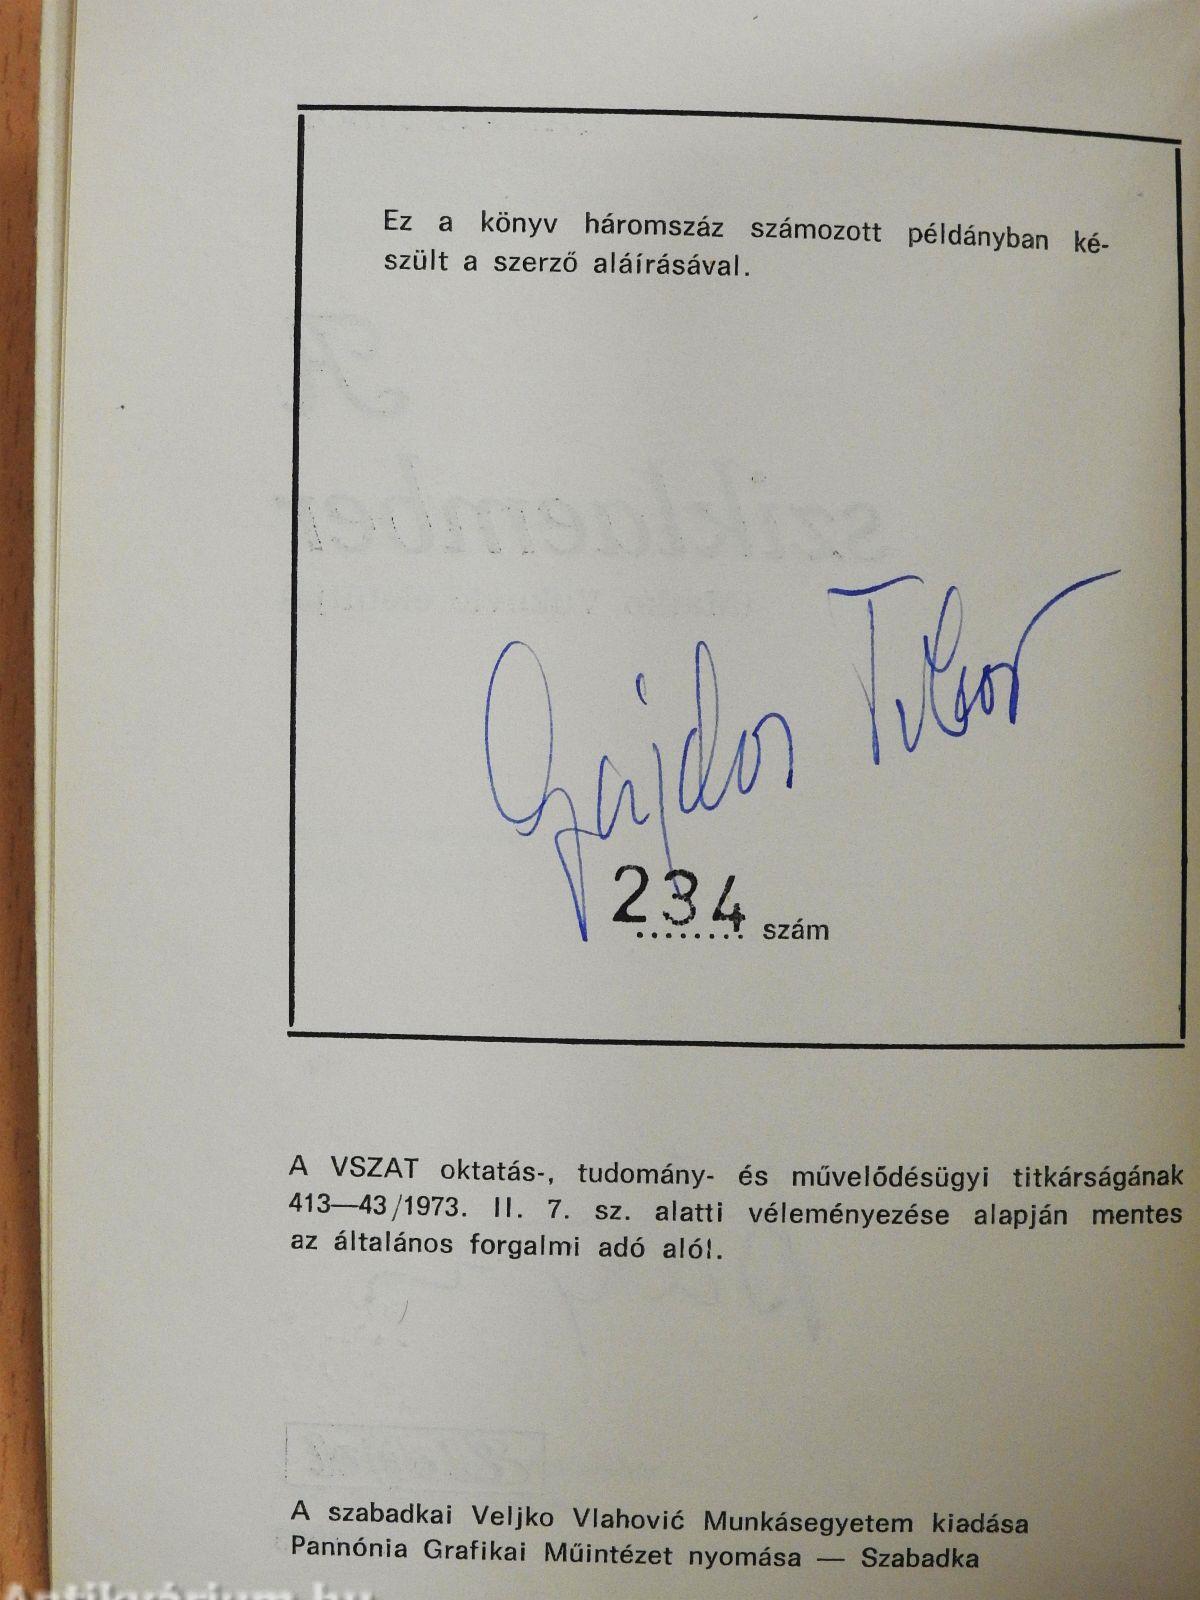 Ez a könyv háromszáz számozott példányban ké-
szült a szerző aláírásával.
Gajdos Tibor
234 szám
A VSZAT oktatás-, tudomány- és művelődésügyi titkárságának
413—43/1973. II. 7. sz. alatti véleményezése alapján mentes
az általános forgalmi adó alól.
A szabadkai Veljko Vlahović Munkásegyetem kiadása
Pannónia Grafikai Műintézet nyomása — Szabadka
Antikvárium.hu